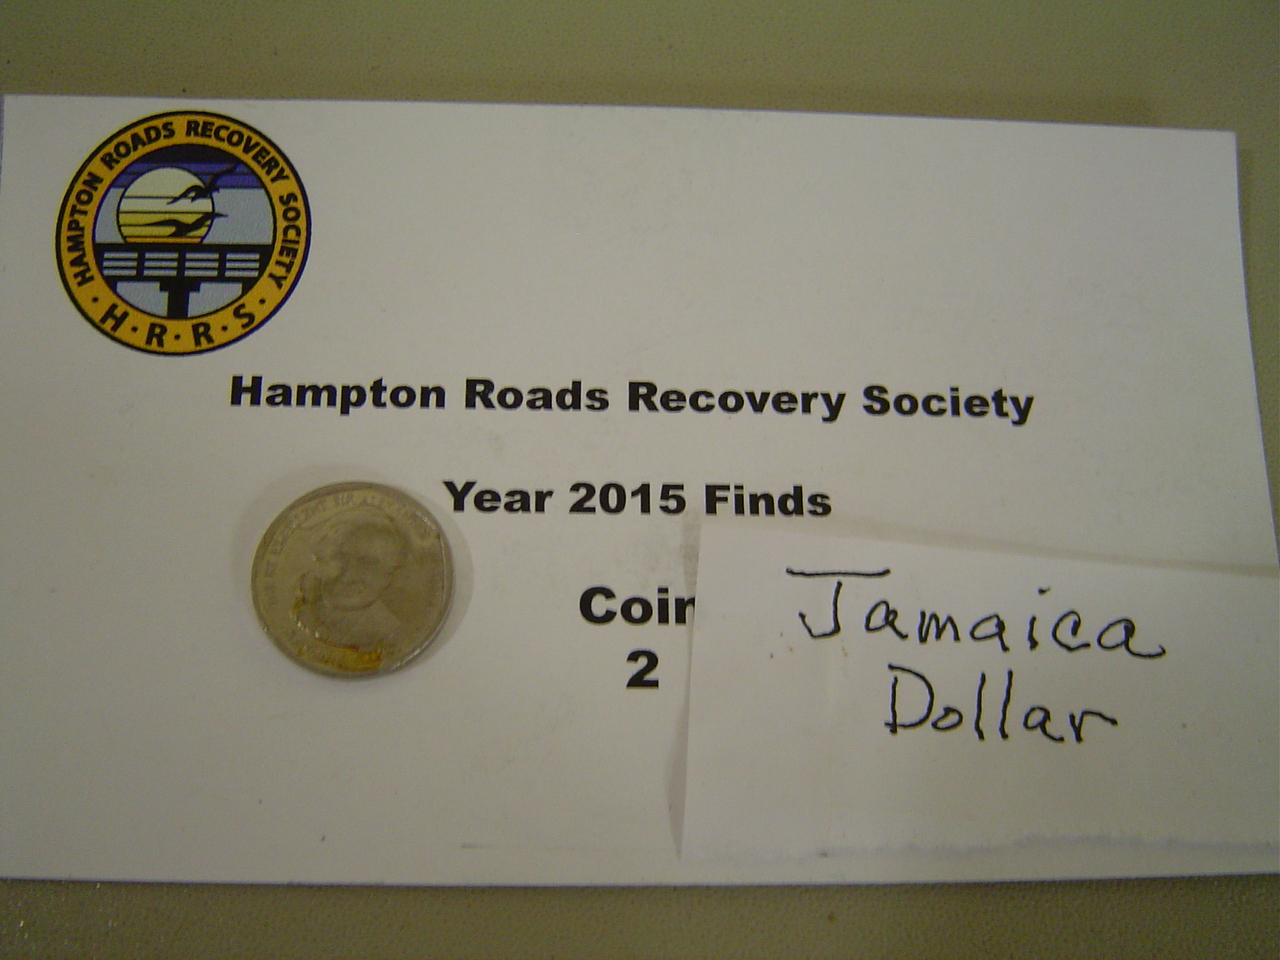 HAMPTON ROADS RECOVERY SOCIETY
· H · R · R · S ·
Hampton Roads Recovery Society
Year 2015 Finds
Coin
2
Jamaica
Dollar